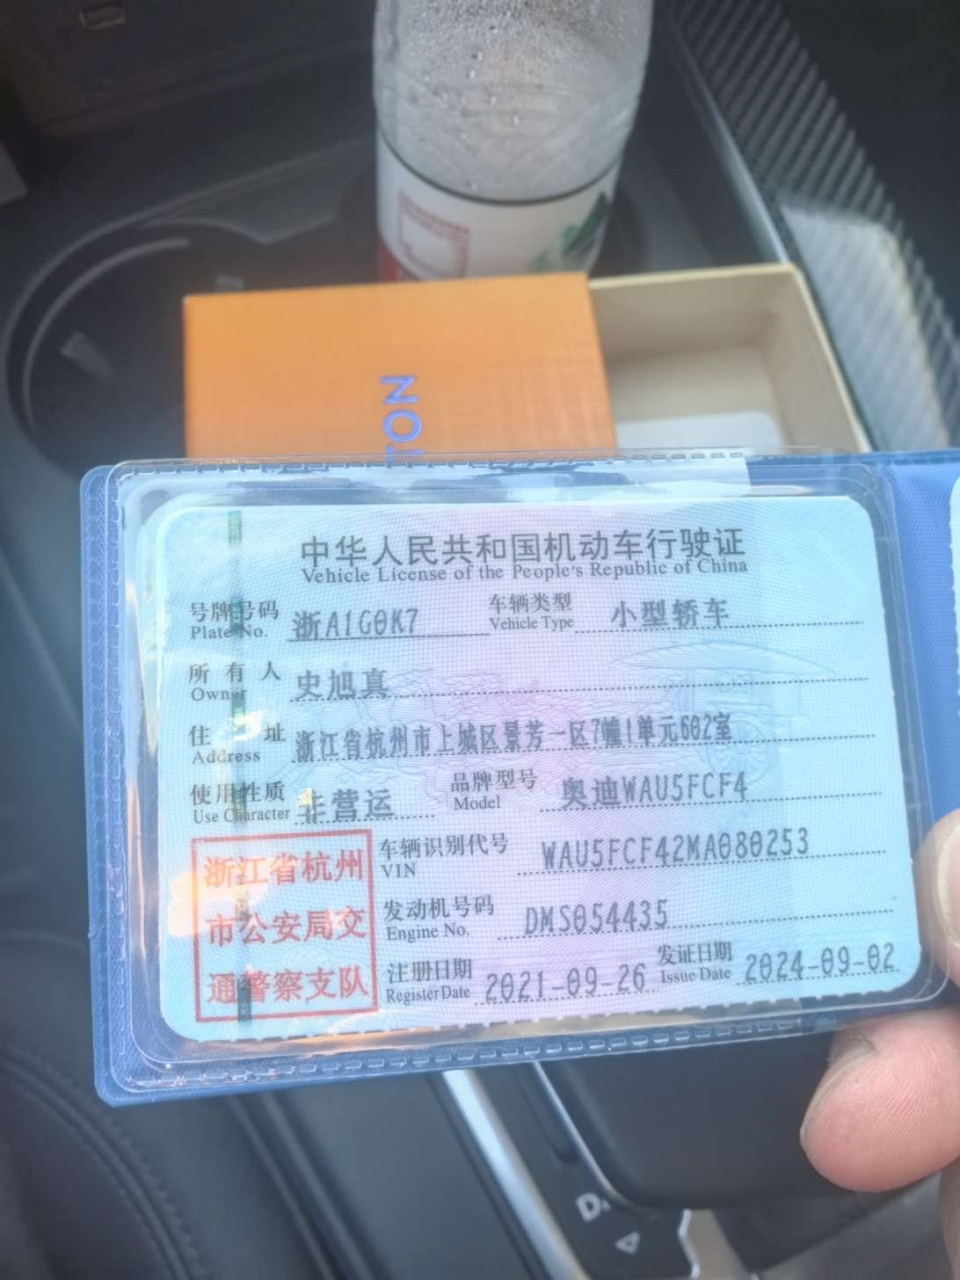 TON
中华人民共和国机动车行驶证
Vehicle License of the People's Republic of China
号牌号码 浙A1G0K7 车辆类型 小型轿车
Plate No. Vehicle Type
所有人 史旭真
Owner
住址 浙江省杭州市上城区景芳一区7幢1单元602室
Address
使用性质 非营运 品牌型号 奥迪WAU5FCF4
Use Character Model
浙江省杭州
市公安局交
通警察支队
车辆识别代号 WAU5FCF42MA080253
VIN
发动机号码 DMS054435
Engine No.
注册日期 2021-09-26 发证日期 2024-09-02
Register Date Issue Date
D